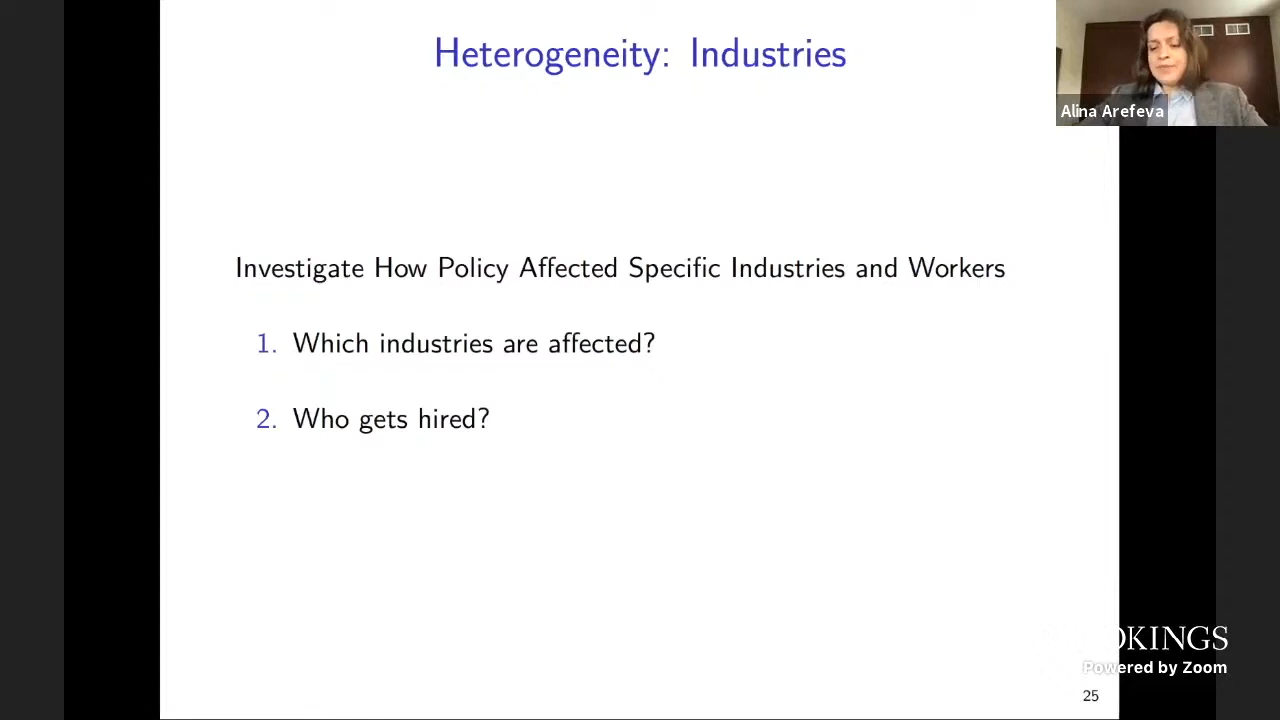 Heterogeneity: Industries
Alina Arefeva
Investigate How Policy Affected Specific Industries and Workers
1. Which industries are affected?
2. Who gets hired?
Powered by Zoom
25